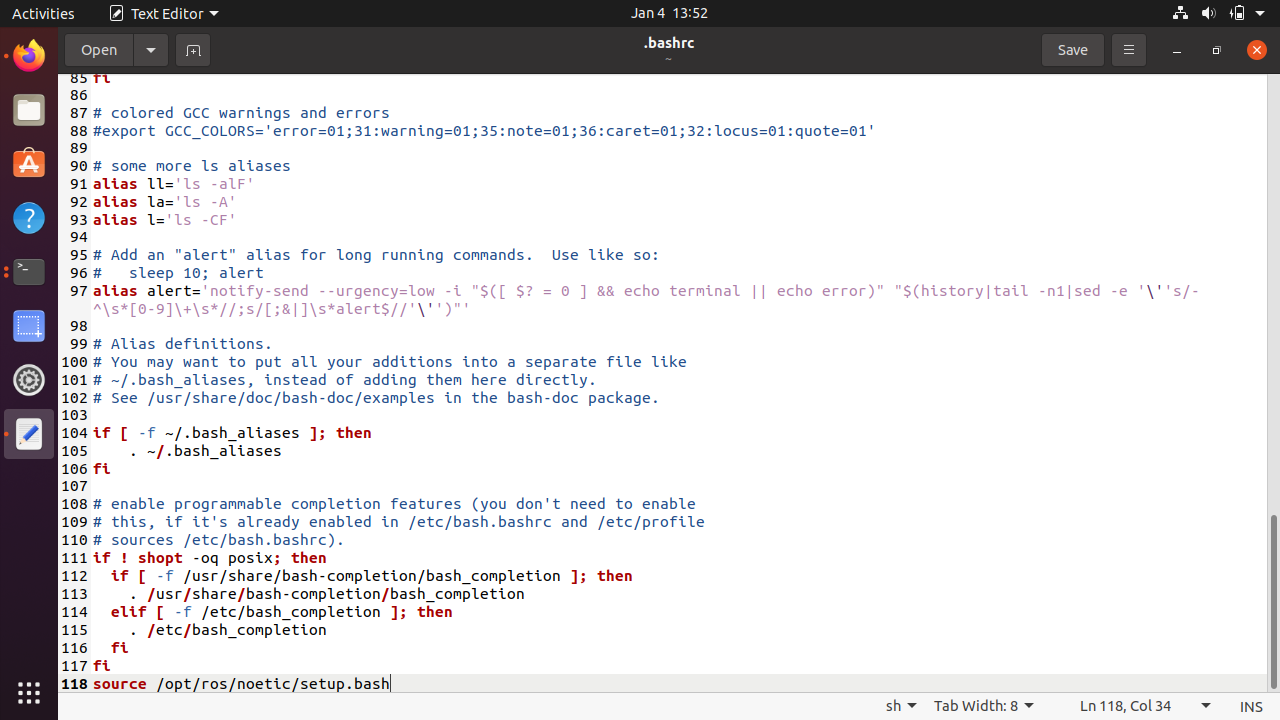 Activities Text Editor Jan 4 13:52
Open .bashrc Save
~
85 fi
86
87 # colored GCC warnings and errors
88 #export GCC_COLORS='error=01;31:warning=01;35:note=01;36:caret=01;32:locus=01:quote=01'
89
90 # some more ls aliases
91 alias ll='ls -alF'
92 alias la='ls -A'
93 alias l='ls -CF'
94
95 # Add an "alert" alias for long running commands.  Use like so:
96 #   sleep 10; alert
97 alias alert='notify-send --urgency=low -i "$([ $? = 0 ] && echo terminal || echo error)" "$(history|tail -n1|sed -e '\''s/-
^\s*[0-9]\+\s*//;s/[;&|]\s*alert$//'\'')"'
98
99 # Alias definitions.
100 # You may want to put all your additions into a separate file like
101 # ~/.bash_aliases, instead of adding them here directly.
102 # See /usr/share/doc/bash-doc/examples in the bash-doc package.
103
104 if [ -f ~/.bash_aliases ]; then
105     . ~/.bash_aliases
106 fi
107
108 # enable programmable completion features (you don't need to enable
109 # this, if it's already enabled in /etc/bash.bashrc and /etc/profile
110 # sources /etc/bash.bashrc).
111 if ! shopt -oq posix; then
112   if [ -f /usr/share/bash-completion/bash_completion ]; then
113     . /usr/share/bash-completion/bash_completion
114   elif [ -f /etc/bash_completion ]; then
115     . /etc/bash_completion
116   fi
117 fi
118 source /opt/ros/noetic/setup.bash
sh Tab Width: 8 Ln 118, Col 34 INS